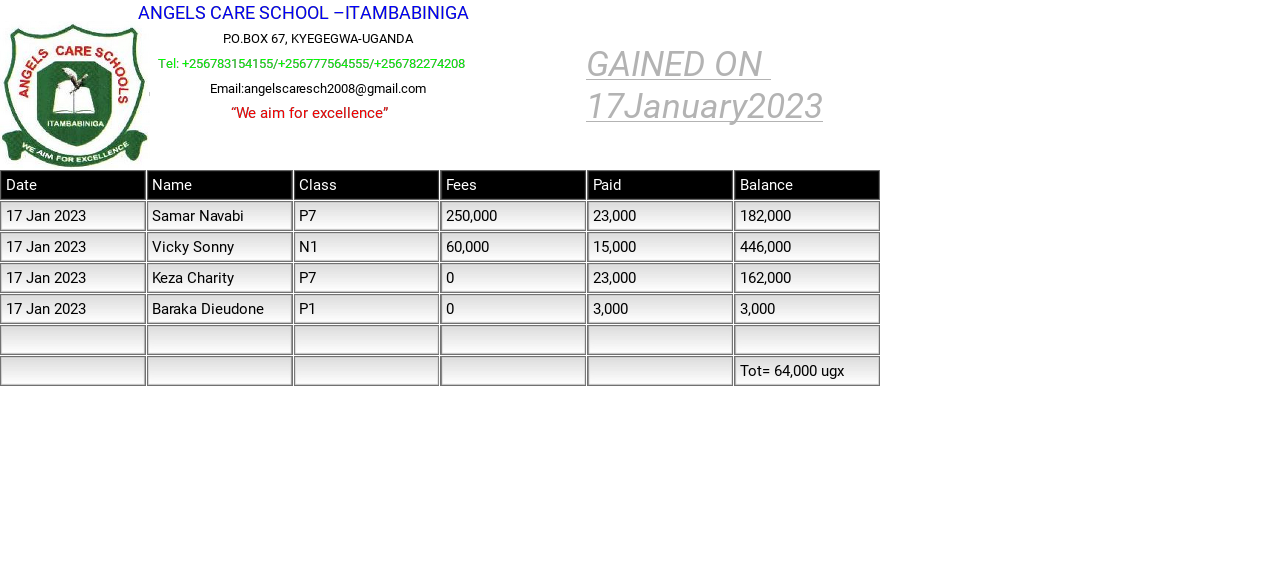 ANGELS CARE SCHOOL –ITAMBABINIGA
P.O.BOX 67, KYEGEGWA-UGANDA
Tel: +256783154155/+256777564555/+256782274208
Email:angelscaresch2008@gmail.com
“We aim for excellence”
ANGELS CARE SCHOOLS
ITAMBABINIGA
WE AIM FOR EXCELLENCE
GAINED ON
17January2023
Date Name Class Fees Paid Balance
17 Jan 2023 Samar Navabi P7 250,000 23,000 182,000
17 Jan 2023 Vicky Sonny N1 60,000 15,000 446,000
17 Jan 2023 Keza Charity P7 0 23,000 162,000
17 Jan 2023 Baraka Dieudone P1 0 3,000 3,000
Tot= 64,000 ugx